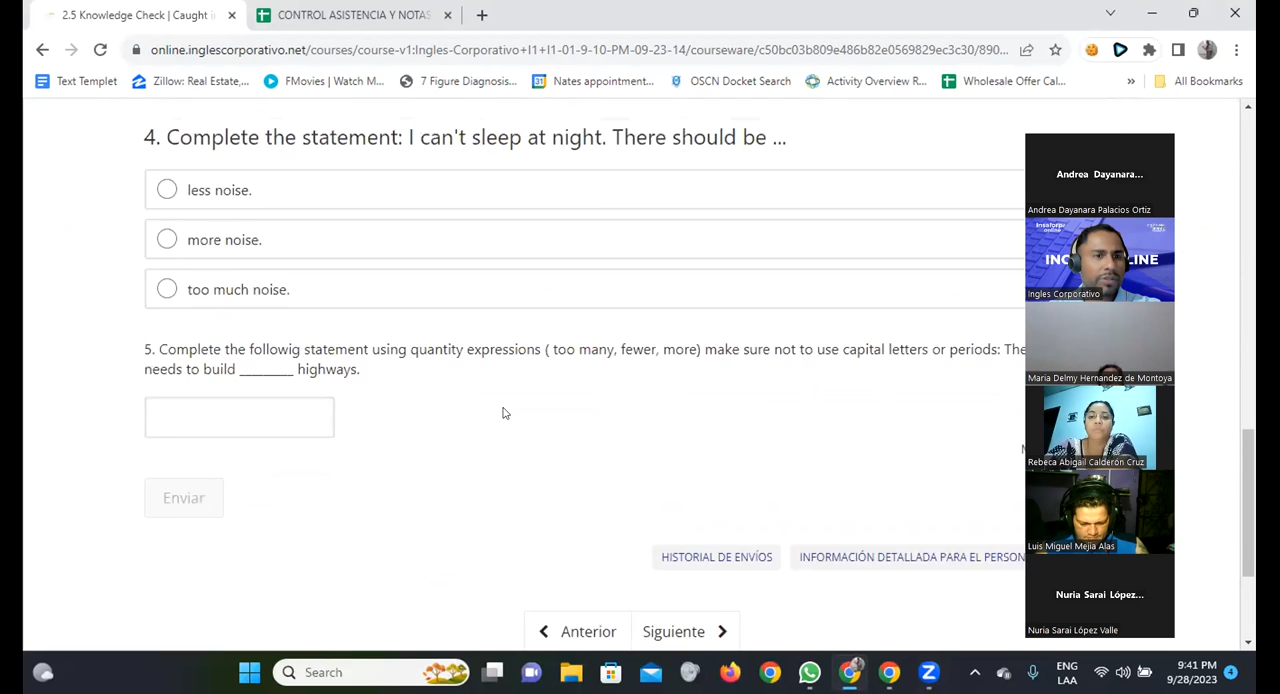 2.5 Knowledge Check | Caught i
CONTROL ASISTENCIA Y NOTAS
online.inglescorporativo.net/courses/course-v1:Ingles-Corporativo+I1+I1-01-9-10-PM-09-23-14/courseware/c50bc03b809e486b82e0569829ec3c30/890...
Text Templet
Zillow: Real Estate,...
FMovies | Watch M...
7 Figure Diagnosis...
Nates appointment...
OSCN Docket Search
Activity Overview R...
Wholesale Offer Cal...
»
All Bookmarks
4. Complete the statement: I can't sleep at night. There should be ...
less noise.
more noise.
too much noise.
5. Complete the followig statement using quantity expressions ( too many, fewer, more) make sure not to use capital letters or periods: The
needs to build ________ highways.
Enviar
HISTORIAL DE ENVÍOS
INFORMACIÓN DETALLADA PARA EL PERSON
Anterior
Siguiente
Andrea Dayanara...
Andrea Dayanara Palacios Ortiz
Ingles Corporativo
Maria Delmy Hernandez de Montoya
Rebeca Abigail Calderón Cruz
Luis Miguel Mejia Alas
Nuria Sarai López...
Nuria Sarai López Valle
Search
ENG
LAA
9:41 PM
9/28/2023
4